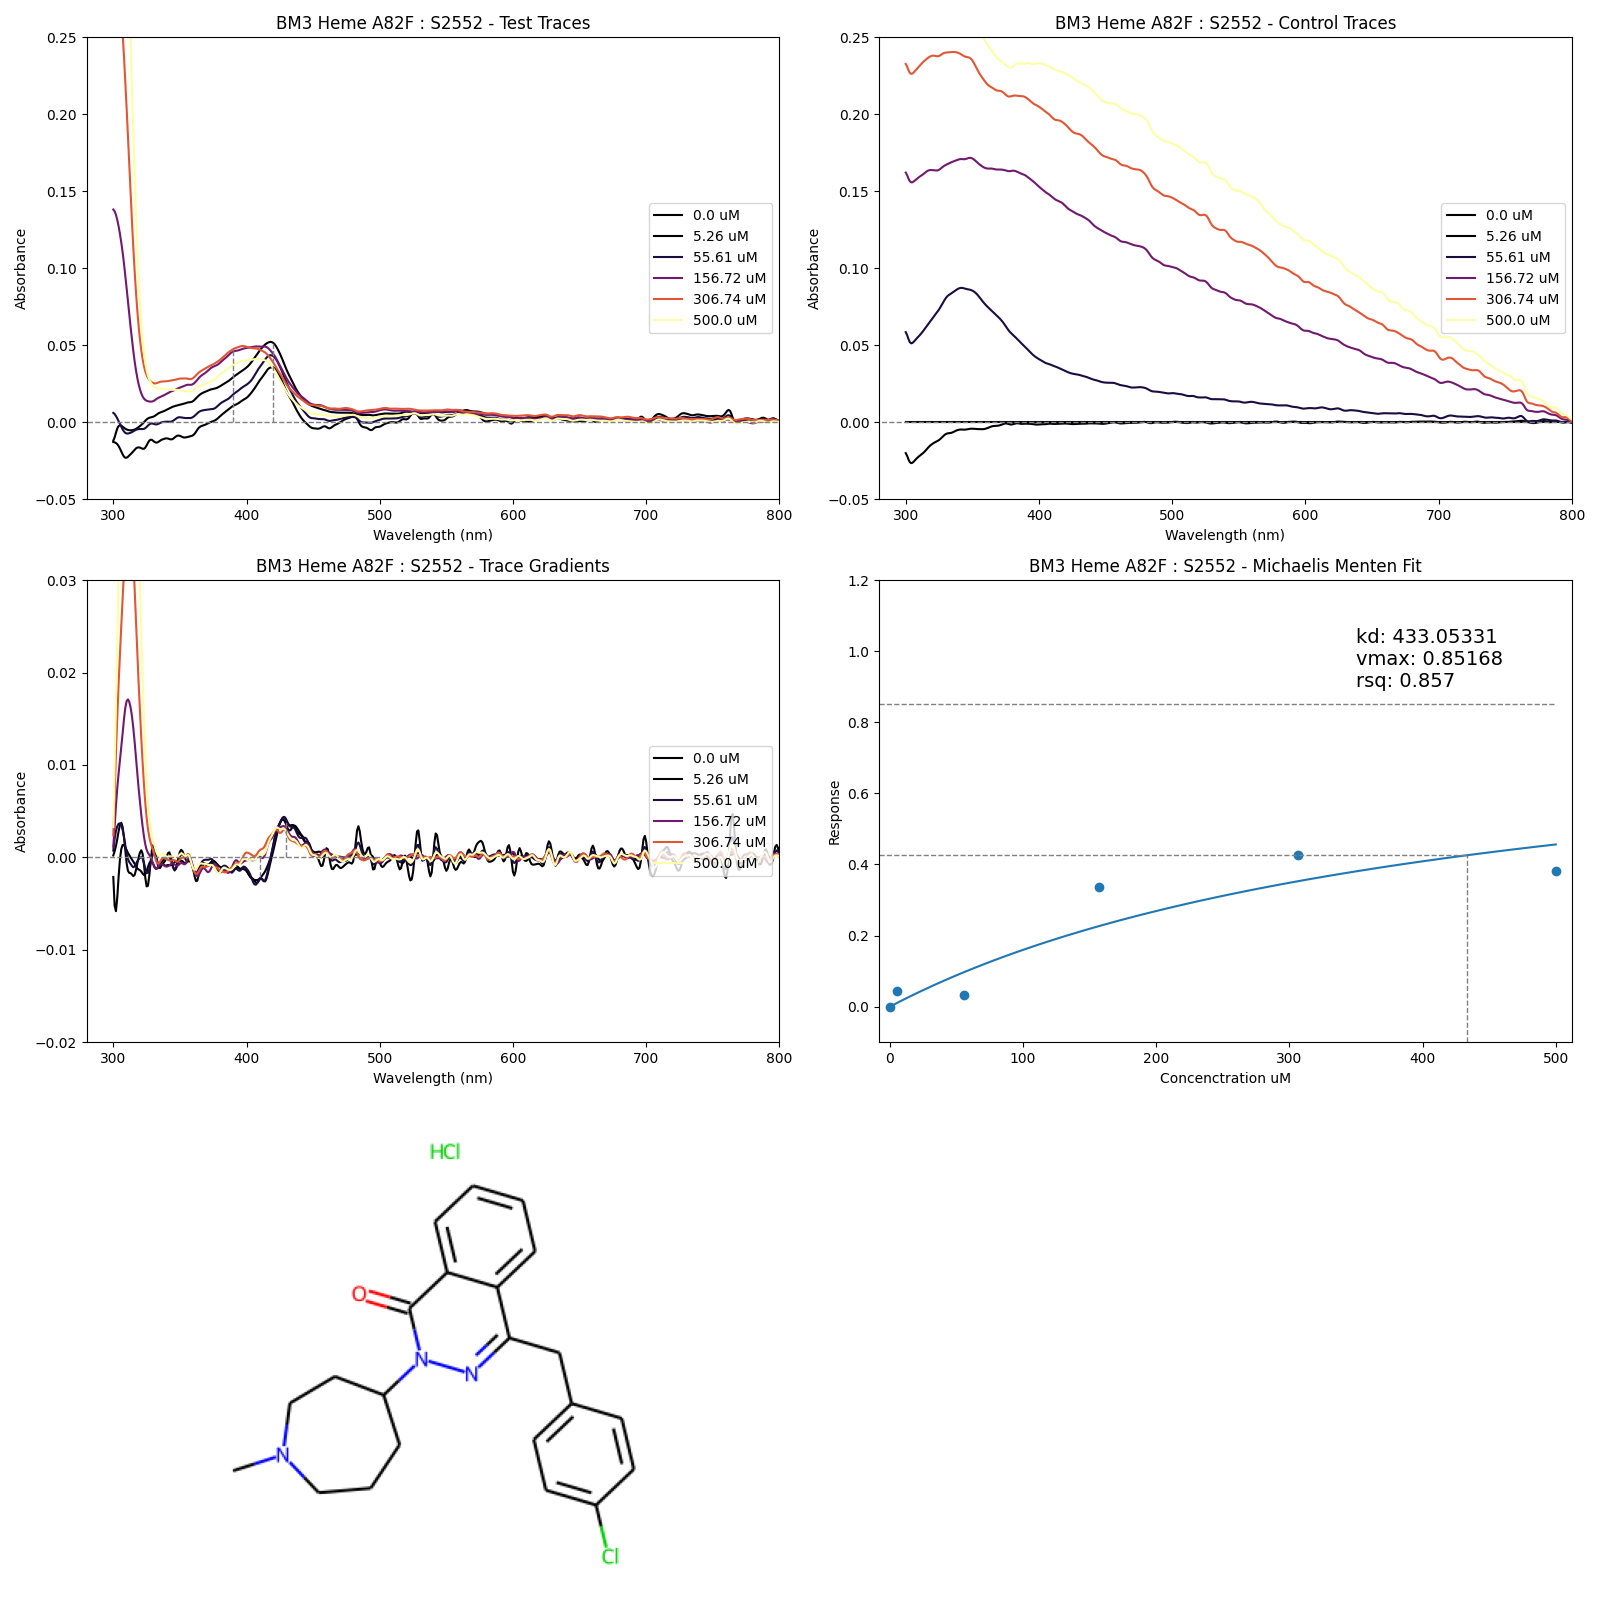 BM3 Heme A82F : S2552 - Test Traces
0.25
0.20
0.15
0.10
0.05
0.00
−0.05
Absorbance
300 400 500 600 700 800
Wavelength (nm)
0.0 uM
5.26 uM
55.61 uM
156.72 uM
306.74 uM
500.0 uM
BM3 Heme A82F : S2552 - Control Traces
0.25
0.20
0.15
0.10
0.05
0.00
−0.05
Absorbance
300 400 500 600 700 800
Wavelength (nm)
0.0 uM
5.26 uM
55.61 uM
156.72 uM
306.74 uM
500.0 uM
BM3 Heme A82F : S2552 - Trace Gradients
0.03
0.02
0.01
0.00
−0.01
−0.02
Absorbance
300 400 500 600 700 800
Wavelength (nm)
0.0 uM
5.26 uM
55.61 uM
156.72 uM
306.74 uM
500.0 uM
BM3 Heme A82F : S2552 - Michaelis Menten Fit
1.2
1.0
0.8
0.6
0.4
0.2
0.0
Response
0 100 200 300 400 500
Concenctration uM
kd: 433.05331
vmax: 0.85168
rsq: 0.857
HCl
O
N
N
N
Cl